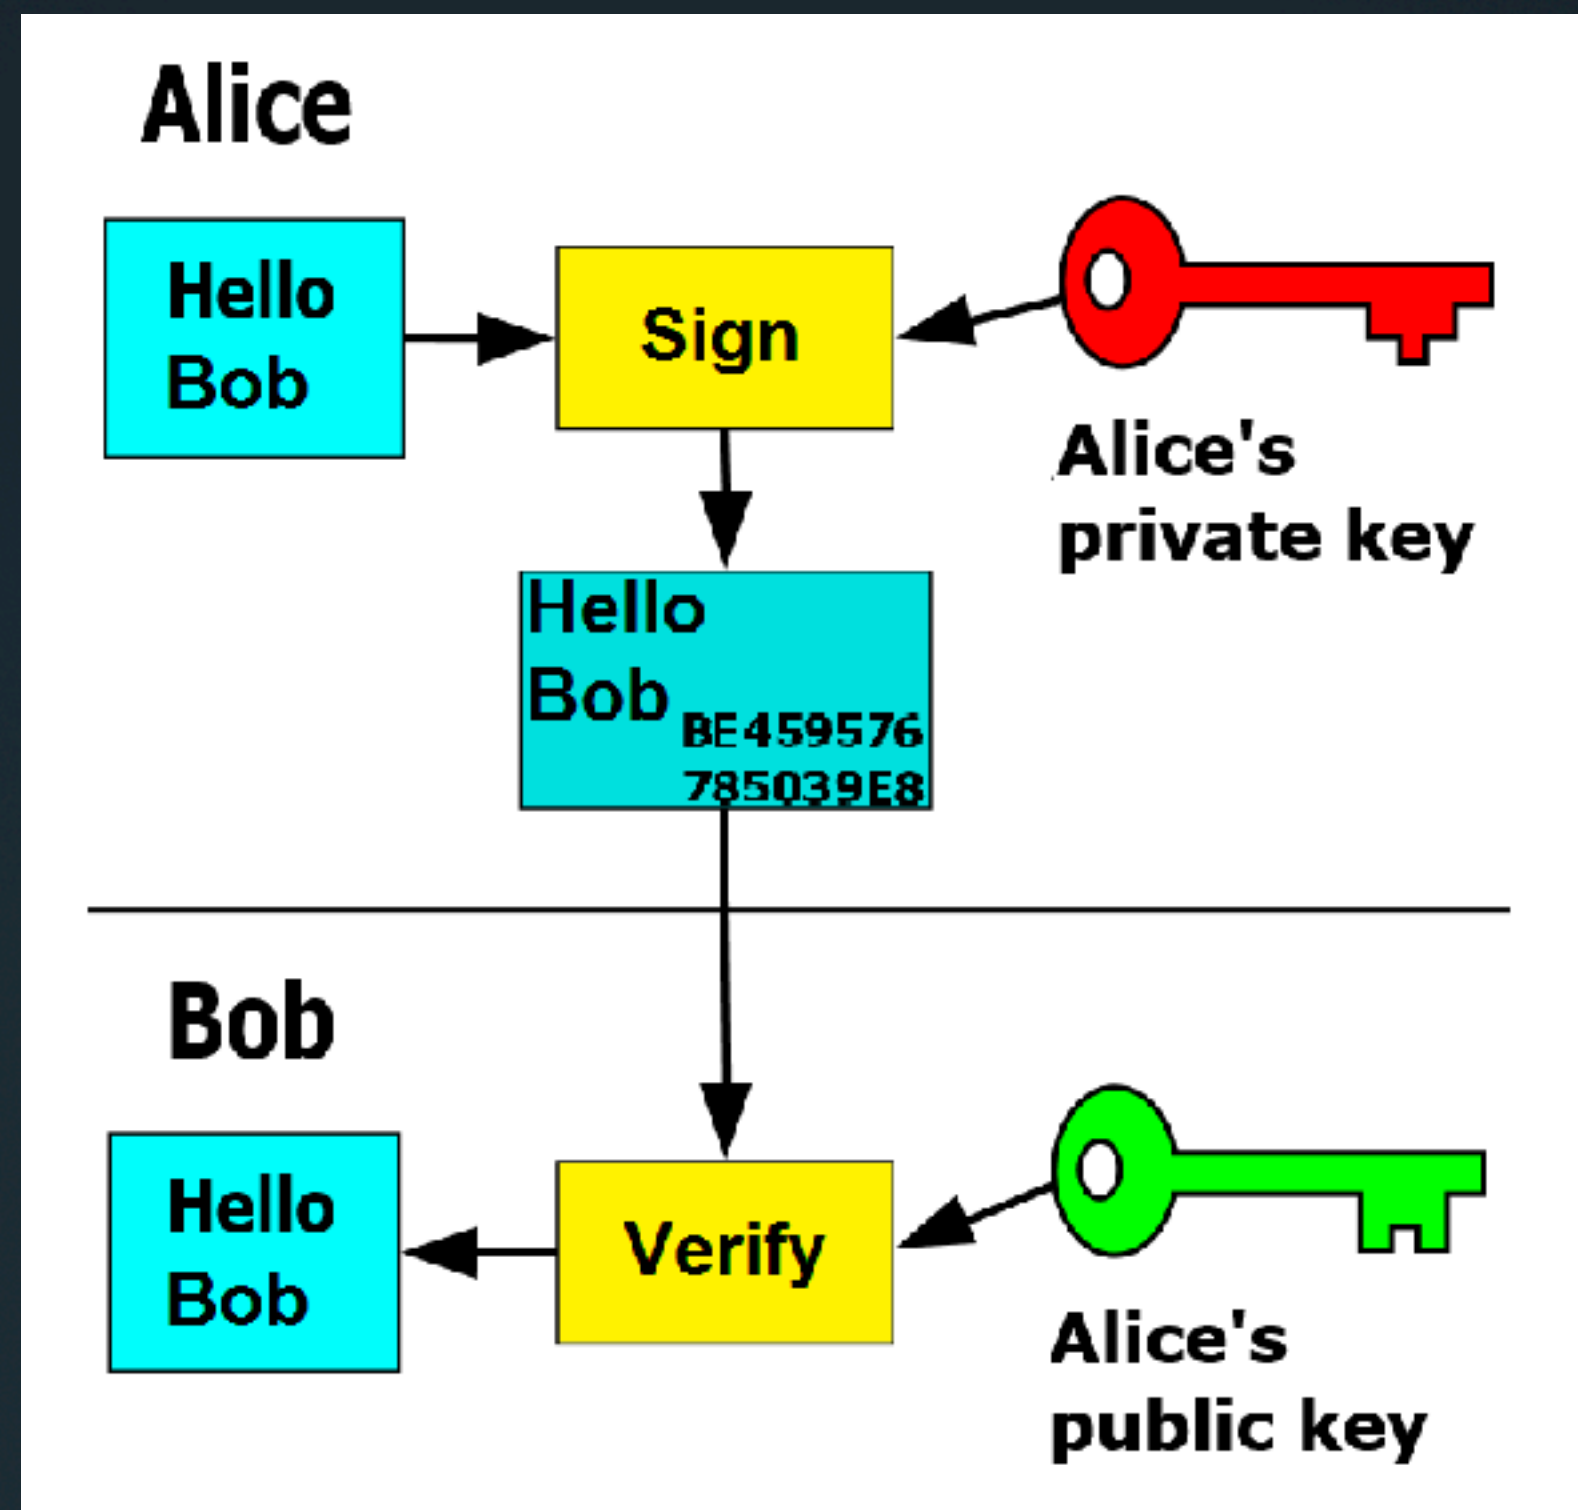 Alice
Hello
Bob
Sign
Alice's
private key
Hello
Bob
BE459576
785039E8
Bob
Hello
Bob
Verify
Alice's
public key